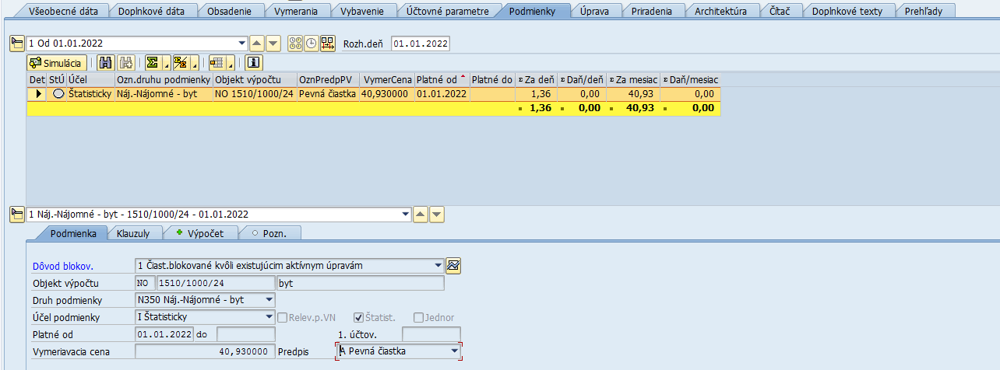 Všeobecné dáta Doplnkové dáta Obsadenie Vymerania Vybavenie Účtovné parametre Podmienky Úprava Priradenia Architektúra Čítač Doplnkové texty Prehľady
1 Od 01.01.2022 Rozh.deň 01.01.2022
Simulácia
Det StÚ Účel Ozn.druhu podmienky Objekt výpočtu OznPredpPV VymerCena Platné od Platné do Σ Za deň Σ Daň/deň Σ Za mesiac Σ Daň/mesiac
Štatisticky Náj.-Nájomné - byt NO 1510/1000/24 Pevná čiastka 40,930000 01.01.2022 1,36 0,00 40,93 0,00
1,36 0,00 40,93 0,00
1 Náj.-Nájomné - byt - 1510/1000/24 - 01.01.2022
Podmienka Klauzuly Výpočet Pozn.
Dôvod blokov. 1 Čiast.blokované kvôli existujúcim aktívnym úpravám
Objekt výpočtu NO 1510/1000/24 byt
Druh podmienky N350 Náj.-Nájomné - byt
Účel podmienky I Štatisticky Relev.p.VN Štatist. Jednor
Platné od 01.01.2022 do 1. účtov.
Vymeriavacia cena 40,930000 Predpis A Pevná čiastka